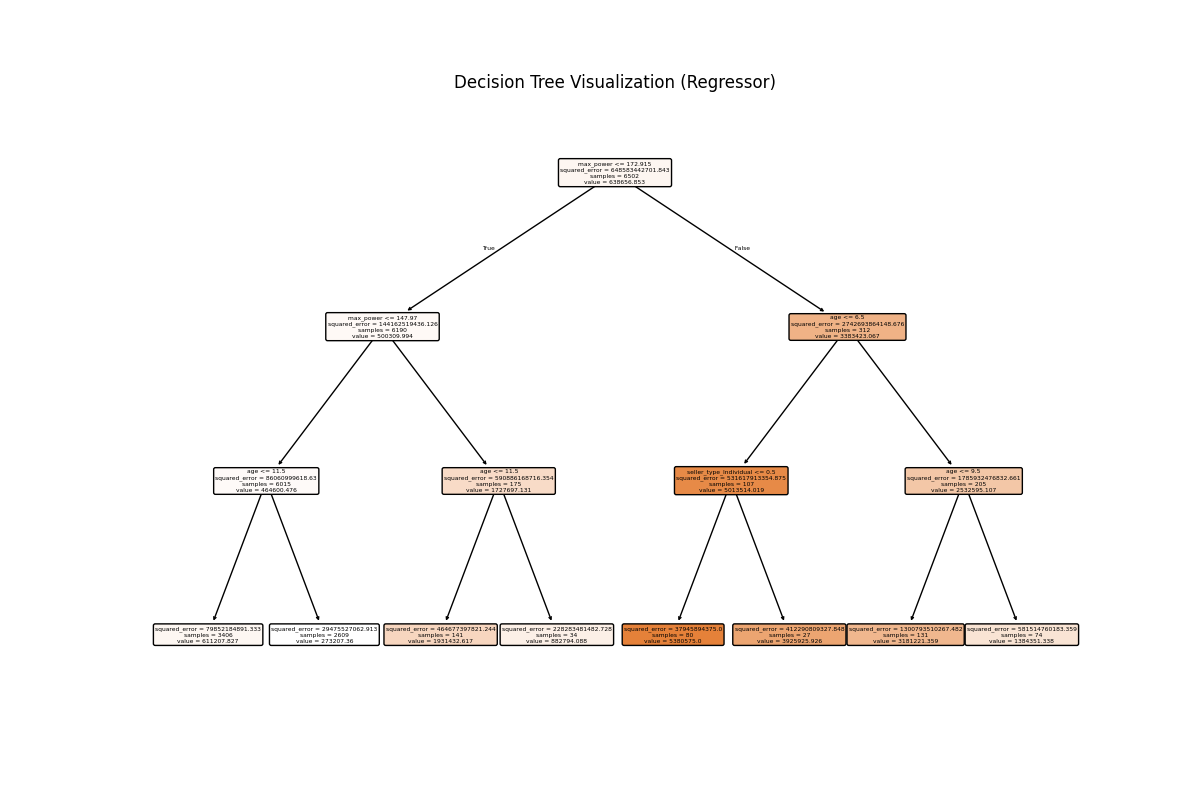 Decision Tree Visualization (Regressor)
max_power <= 172.915
squared_error = 648583442701.843
samples = 6502
value = 638656.853
True
False
max_power <= 147.97
squared_error = 144162519436.126
samples = 6190
value = 500309.994
age <= 6.5
squared_error = 2742693864148.676
samples = 312
value = 3383423.067
age <= 11.5
squared_error = 86060999618.63
samples = 6015
value = 464600.476
age <= 11.5
squared_error = 590886168716.354
samples = 175
value = 1727697.131
seller_type_Individual <= 0.5
squared_error = 531617913354.875
samples = 107
value = 5013514.019
age <= 9.5
squared_error = 1785932476832.661
samples = 205
value = 2532595.107
squared_error = 79852184891.333
samples = 3406
value = 611207.827
squared_error = 29475527062.913
samples = 2609
value = 273207.36
squared_error = 464677397821.244
samples = 141
value = 1931432.617
squared_error = 228283481482.728
samples = 34
value = 882794.088
squared_error = 37945894375.0
samples = 80
value = 5380575.0
squared_error = 412290809327.848
samples = 27
value = 3925925.926
squared_error = 1300793510267.482
samples = 131
value = 3181221.359
squared_error = 581514760183.359
samples = 74
value = 1384351.338